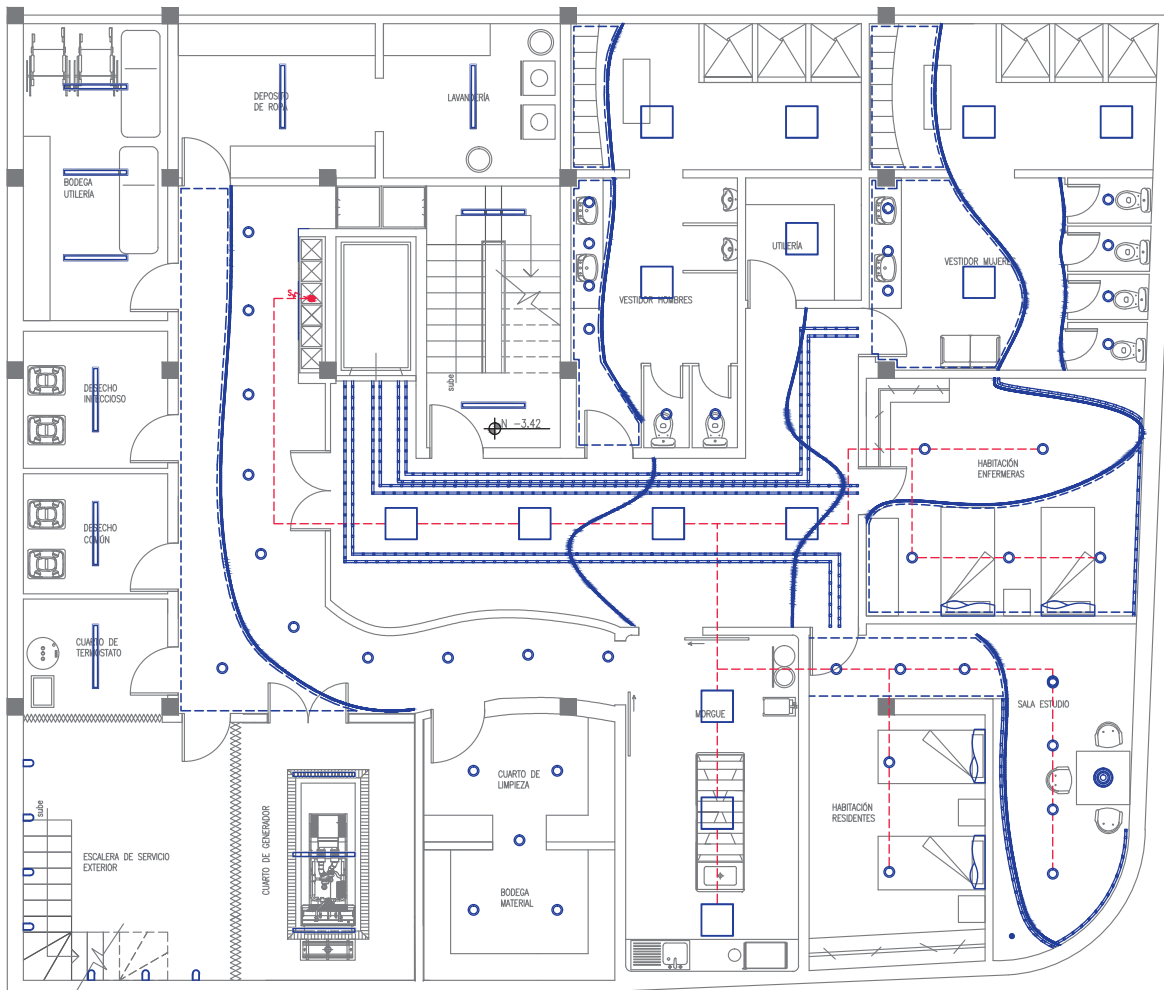 DEPOSITO
DE ROPA
LAVANDERÍA
BODEGA
UTILERÍA
UTILERÍA
VESTIDOR MUJERES
VESTIDOR HOMBRES
sube
N -3.42
DESECHO
INFECCIOSO
HABITACIÓN
ENFERMERAS
DESECHO
COMÚN
CUARTO DE
TERMOSTATO
MORGUE
SALA ESTUDIO
CUARTO DE
LIMPIEZA
sube
CUARTO DE GENERADOR
HABITACIÓN
RESIDENTES
ESCALERA DE SERVICIO
EXTERIOR
BODEGA
MATERIAL